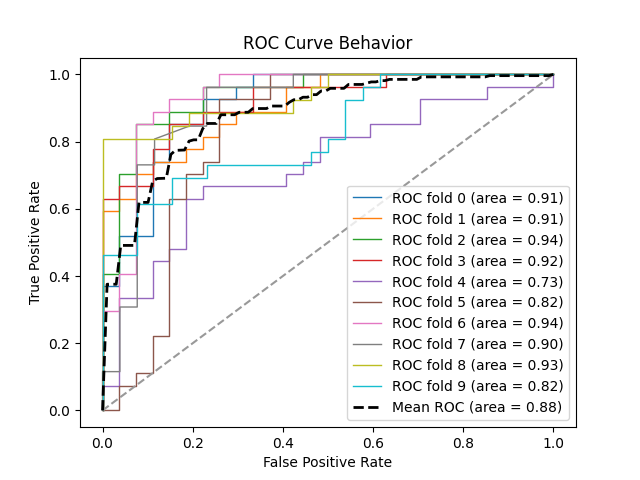 ROC Curve Behavior
True Positive Rate
1.0
0.8
0.6
0.4
0.2
0.0
ROC fold 0 (area = 0.91)
ROC fold 1 (area = 0.91)
ROC fold 2 (area = 0.94)
ROC fold 3 (area = 0.92)
ROC fold 4 (area = 0.73)
ROC fold 5 (area = 0.82)
ROC fold 6 (area = 0.94)
ROC fold 7 (area = 0.90)
ROC fold 8 (area = 0.93)
ROC fold 9 (area = 0.82)
Mean ROC (area = 0.88)
0.0 0.2 0.4 0.6 0.8 1.0
False Positive Rate